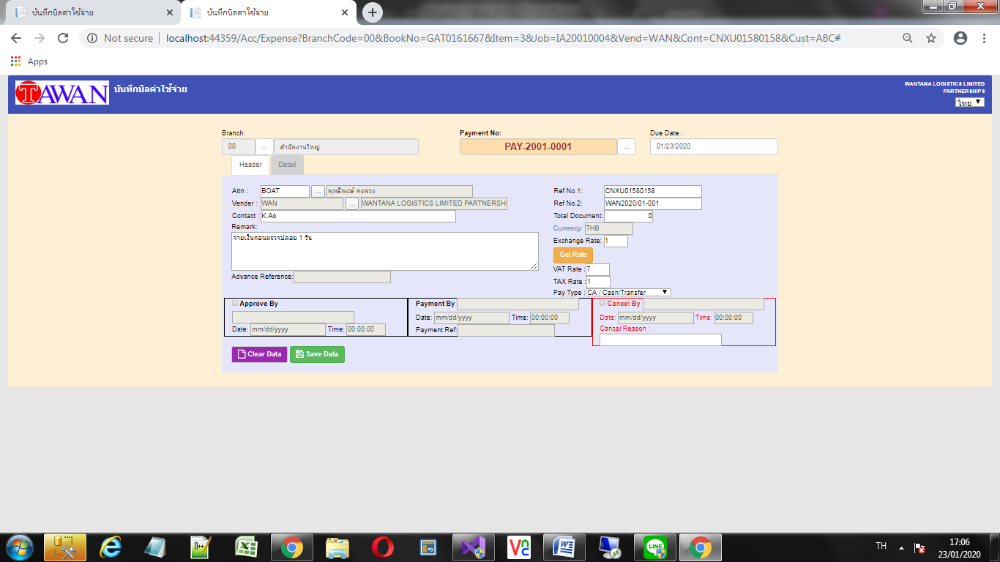 บันทึกบิลค่าใช้จ่าย
บันทึกบิลค่าใช้จ่าย
Not secure localhost:44359/Acc/Expense?BranchCode=00&BookNo=GAT0161667&Item=3&Job=IA20010004&Vend=WAN&Cont=CNXU01580158&Cust=ABC#
Apps
TAWAN บันทึกบิลค่าใช้จ่าย
WANTANA LOGISTICS LIMITED
PARTNERSHIPS
ไทย
Branch: Payment No: Due Date :
00 ... สำนักงานใหญ่ PAY-2001-0001 ... 01/23/2020
Header Detail
Attn : BOAT ... พุทธิพงษ์ คงพ่วง Ref No.1: CNXU01580158
Vender : WAN ... WANTANA LOGISTICS LIMITED PARTNERSH Ref No.2: WAN2020/01-001
Contact : K.Ao Total Document: 0
Remark: Currency: THB
จ่ายเงินก่อนตรวจปล่อย 1 วัน Exchange Rate: 1
Get Rate
VAT Rate : 7
Advance Reference: TAX Rate : 1
Pay Type : CA / Cash/Transfer
Approve By Payment By Cancel By
Date: mm/dd/yyyy Time: 00:00:00 Date: mm/dd/yyyy Time: 00:00:00
Date: mm/dd/yyyy Time: 00:00:00 Payment Ref: Cancel Reason :
Clear Data Save Data
TH 17:06
23/01/2020